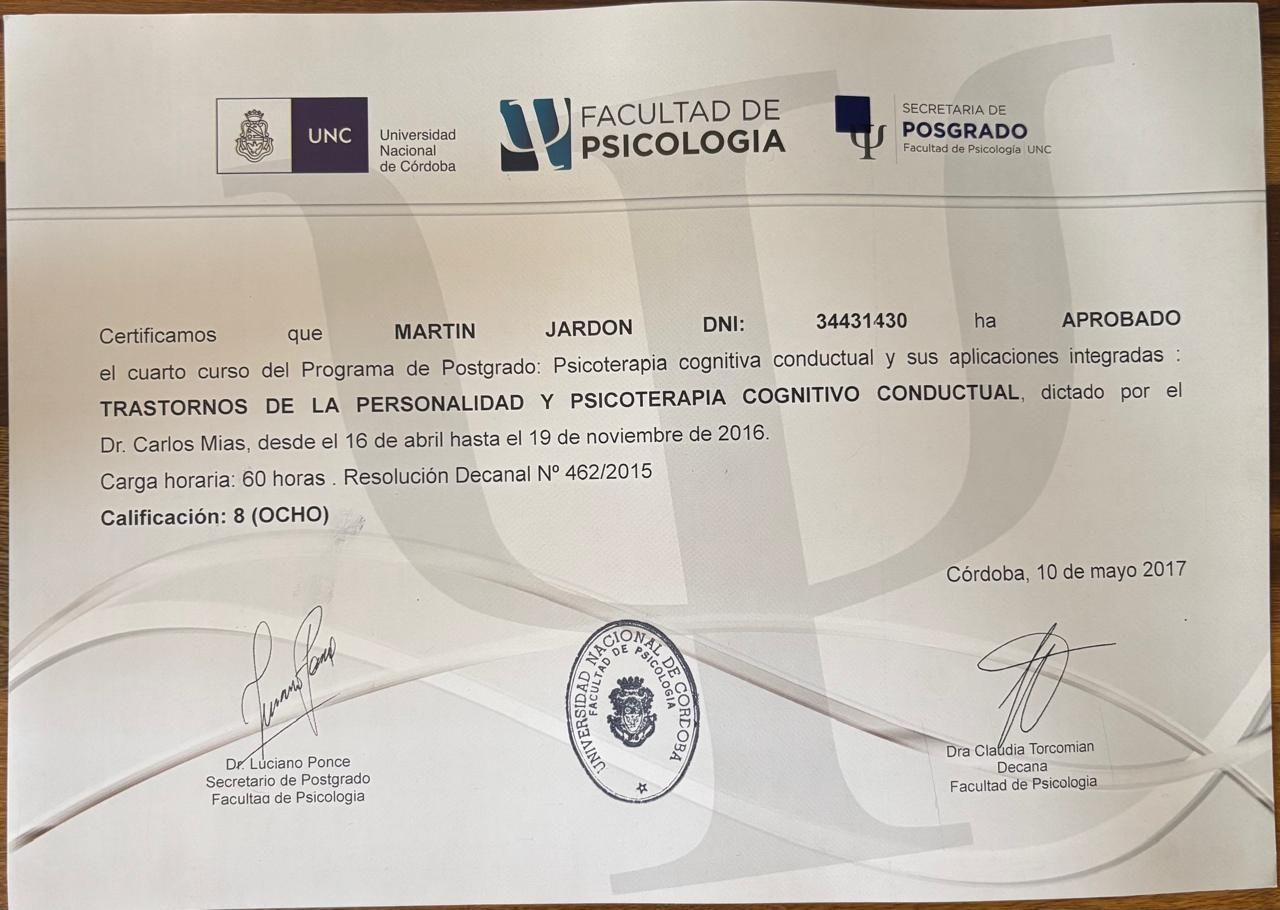 UNC
Universidad
Nacional
de Córdoba
FACULTAD DE
PSICOLOGIA
SECRETARIA DE
POSGRADO
Facultad de Psicología UNC
Certificamos que MARTIN JARDON DNI: 34431430 ha APROBADO
el cuarto curso del Programa de Postgrado: Psicoterapia cognitiva conductual y sus aplicaciones integradas :
TRASTORNOS DE LA PERSONALIDAD Y PSICOTERAPIA COGNITIVO CONDUCTUAL, dictado por el
Dr. Carlos Mias, desde el 16 de abril hasta el 19 de noviembre de 2016.
Carga horaria: 60 horas . Resolución Decanal Nº 462/2015
Calificación: 8 (OCHO)
Córdoba, 10 de mayo 2017
Luciano Ponce
Dr. Luciano Ponce
Secretario de Postgrado
Facultad de Psicologia
UNIVERSIDAD NACIONAL DE CORDOBA
FACULTAD DE PSICOLOGIA
Dra Claudia Torcomian
Decana
Facultad de Psicologia